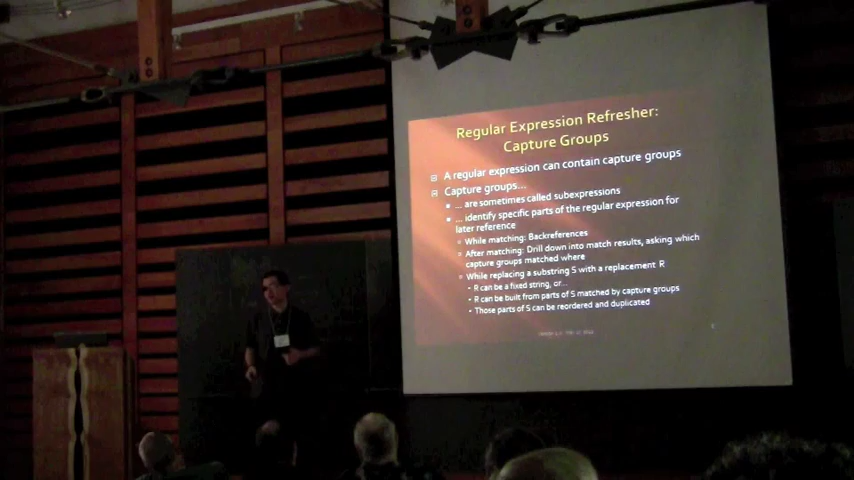 Regular Expression Refresher:
Capture Groups
A regular expression can contain capture groups
Capture groups...
... are sometimes called subexpressions
... identify specific parts of the regular expression for
later reference
While matching: Backreferences
After matching: Drill down into match results, asking which
capture groups matched where
While replacing a substring S with a replacement R
R can be a fixed string, or...
R can be built from parts of S matched by capture groups
Those parts of S can be reordered and duplicated